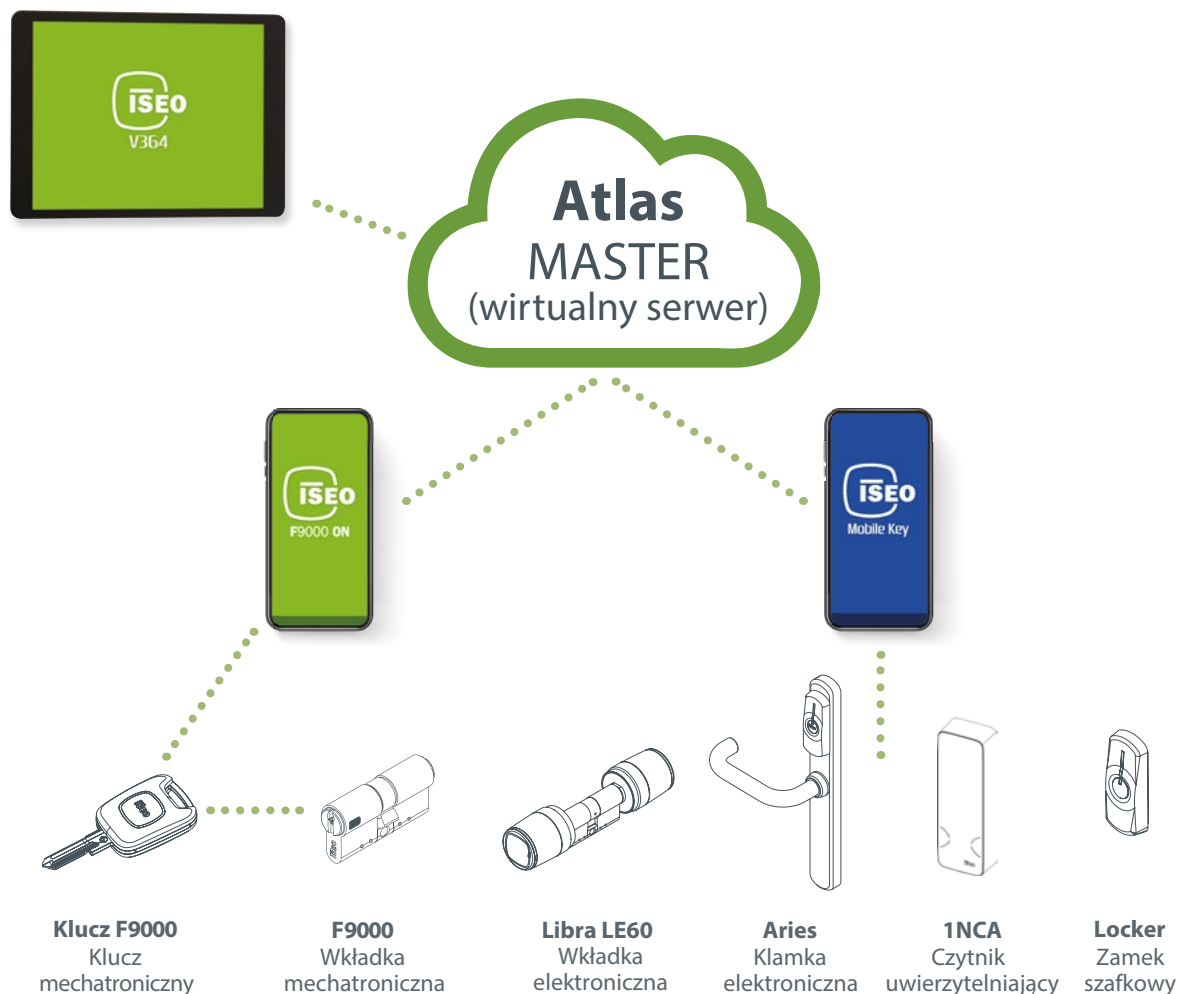 ISEO
V364
Atlas
MASTER
(wirtualny serwer)
ISEO
F9000 ON
ISEO
Mobile Key
Klucz F9000
Klucz
mechatroniczny
F9000
Wkładka
mechatroniczna
Libra LE60
Wkładka
elektroniczna
Aries
Klamka
elektroniczna
1NCA
Czytnik
uwierzytelniający
Locker
Zamek
szafkowy